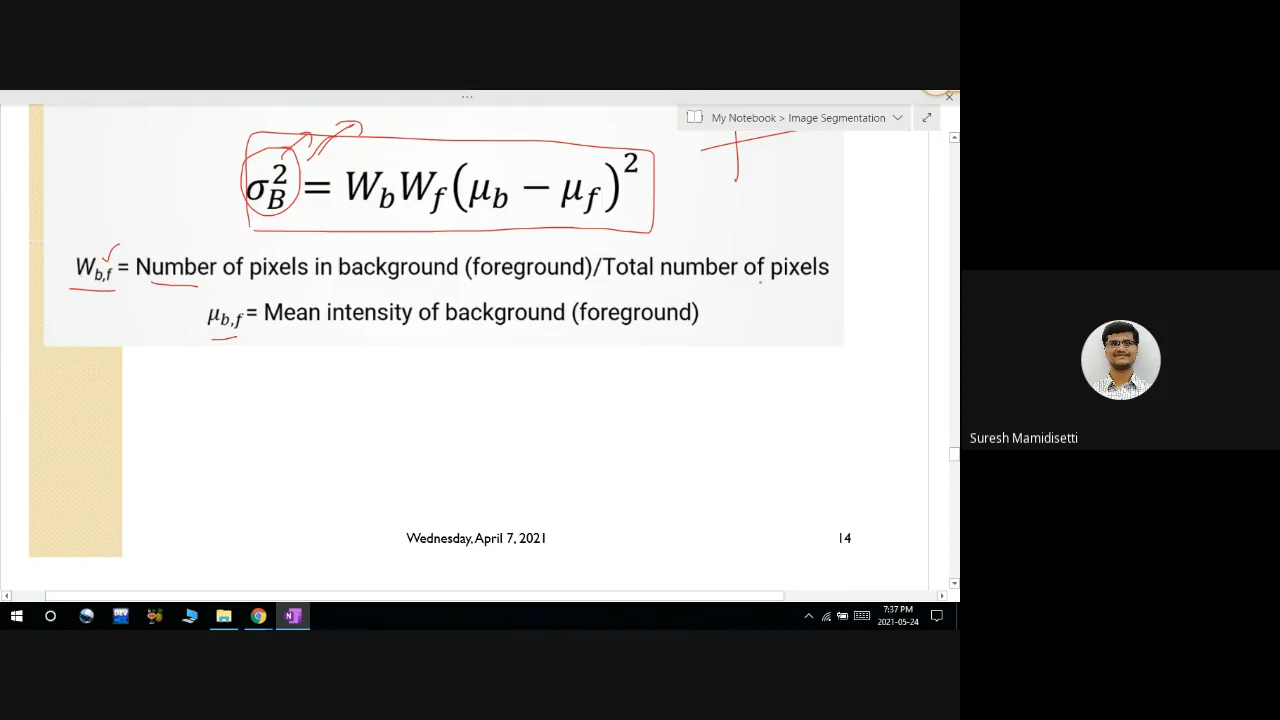 My Notebook > Image Segmentation
σ²_B = W_b W_f (μ_b − μ_f)²
W_b,f = Number of pixels in background (foreground)/Total number of pixels
μ_b,f = Mean intensity of background (foreground)
Suresh Mamidisetti
Wednesday, April 7, 2021
14
DEV
7:37 PM
2021-05-24